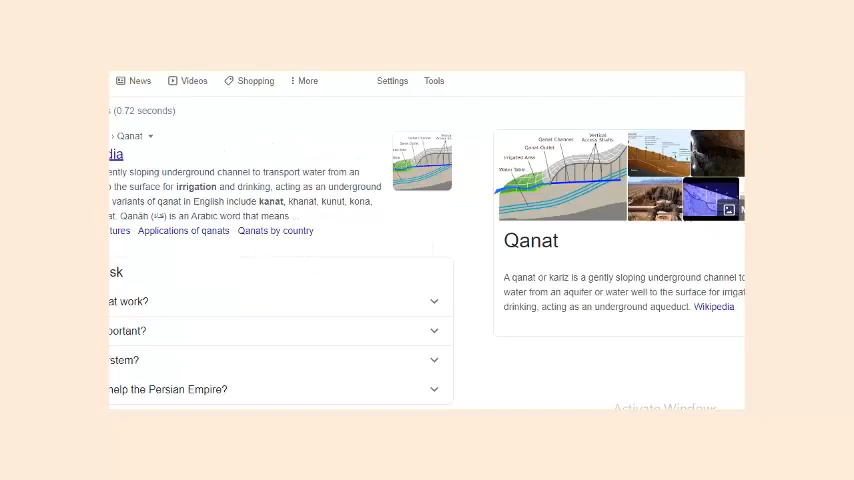 News Videos Shopping More Settings Tools
(0.72 seconds)
› Qanat
dia
ently sloping underground channel to transport water from an
the surface for irrigation and drinking, acting as an underground
variants of qanat in English include kanat, khanat, kunut, kona,
at. Qanāh (قناة) is an Arabic word that means ...
tures · Applications of qanats · Qanats by country
sk
at work?
portant?
stem?
help the Persian Empire?
Qanat Channel
Vertical
Access Shafts
Qanat Outlet
Irrigated Area
Water Table
Qanat
A qanat or kariz is a gently sloping underground channel to
water from an aquifer or water well to the surface for irrigat
drinking, acting as an underground aqueduct. Wikipedia
Activate Windows